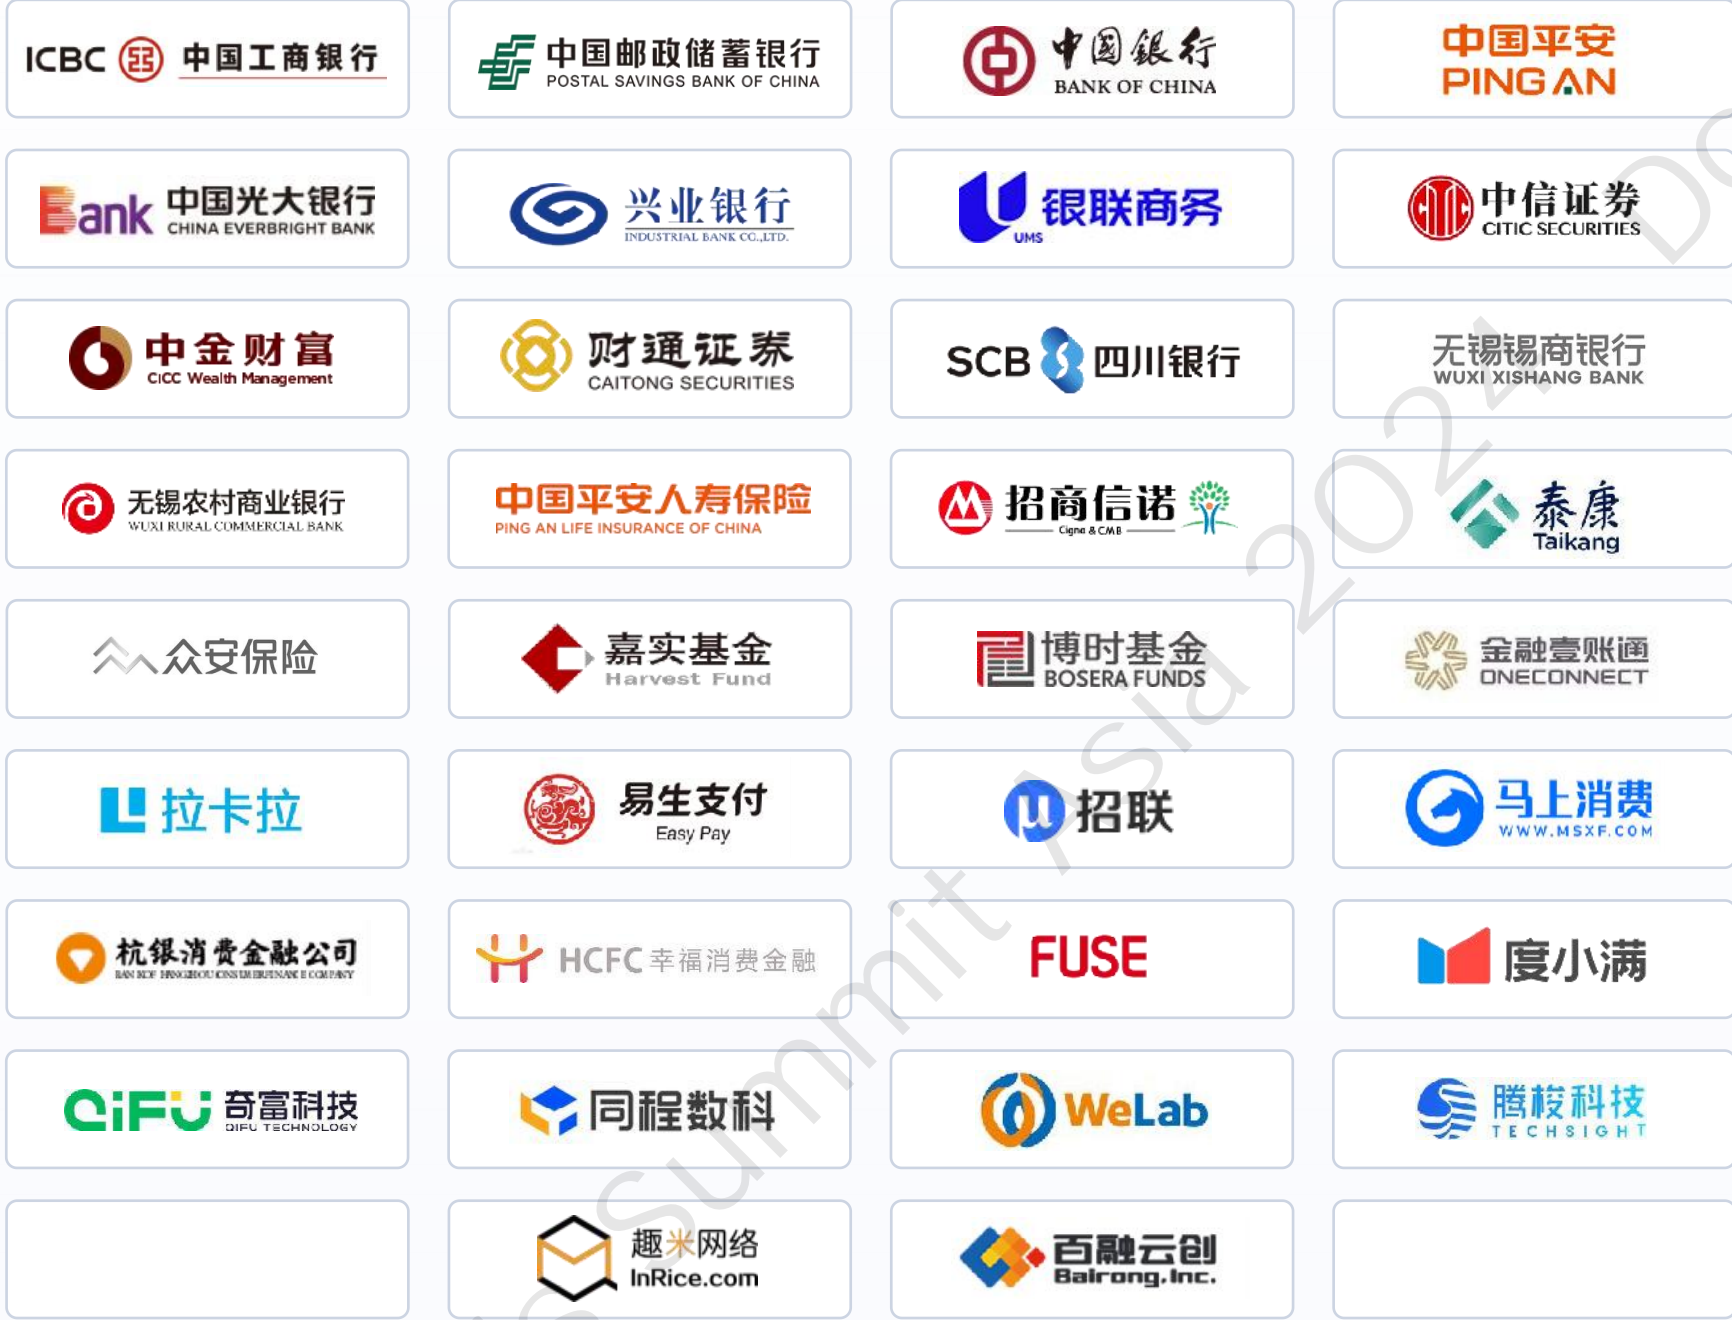 ICBC 中国工商银行
中国邮政储蓄银行
POSTAL SAVINGS BANK OF CHINA
中國銀行
BANK OF CHINA
中国平安
PING AN
Bank 中国光大银行
CHINA EVERBRIGHT BANK
兴业银行
INDUSTRIAL BANK CO.,LTD.
UMS 银联商务
中信证券
CITIC SECURITIES
中金财富
CICC Wealth Management
财通证券
CAITONG SECURITIES
SCB 四川银行
无锡锡商银行
WUXI XISHANG BANK
无锡农村商业银行
WUXI RURAL COMMERCIAL BANK
中国平安人寿保险
PING AN LIFE INSURANCE OF CHINA
招商信诺
Cigna & CMB
泰康
Taikang
众安保险
嘉实基金
Harvest Fund
博时基金
BOSERA FUNDS
金融壹账通
ONECONNECT
拉卡拉
易生支付
Easy Pay
招联
马上消费
WWW.MSXF.COM
杭银消费金融公司
BANK OF HANGZHOU CONSUMER FINANCE COMPANY
HCFC 幸福消费金融
FUSE
度小满
QiFU 奇富科技
QIFU TECHNOLOGY
同程数科
WeLab
腾梭科技
TECHSIGHT
趣米网络
InRice.com
百融云创
Bairong,Inc.
Summit Asia 2024